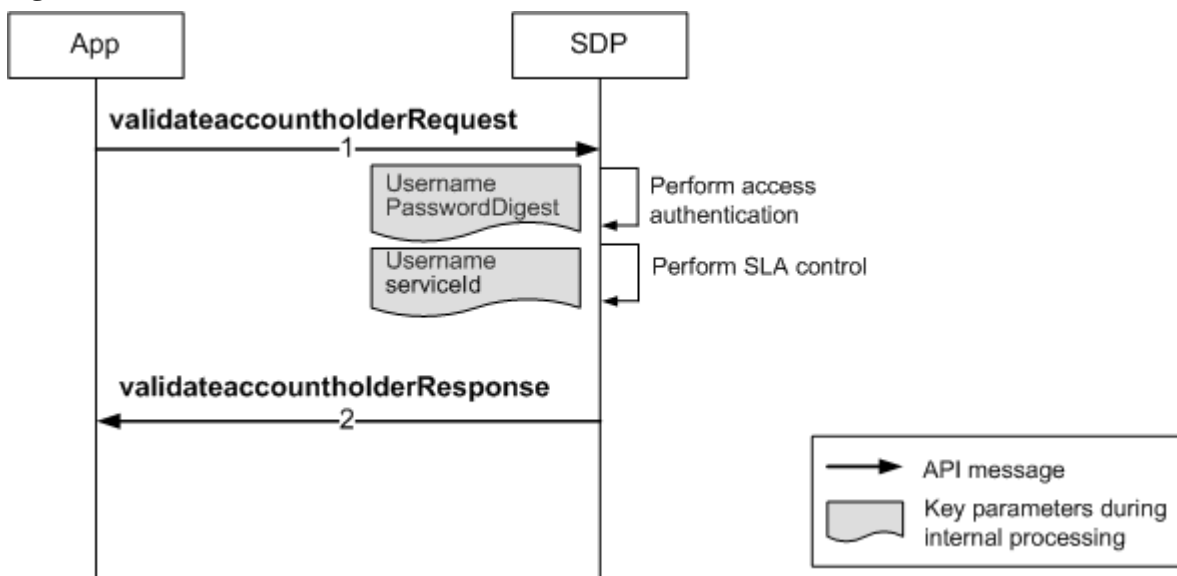 App
SDP
validateaccountholderRequest
1
Username
PasswordDigest
Perform access
authentication
Username
serviceId
Perform SLA control
validateaccountholderResponse
2
API message
Key parameters during
internal processing